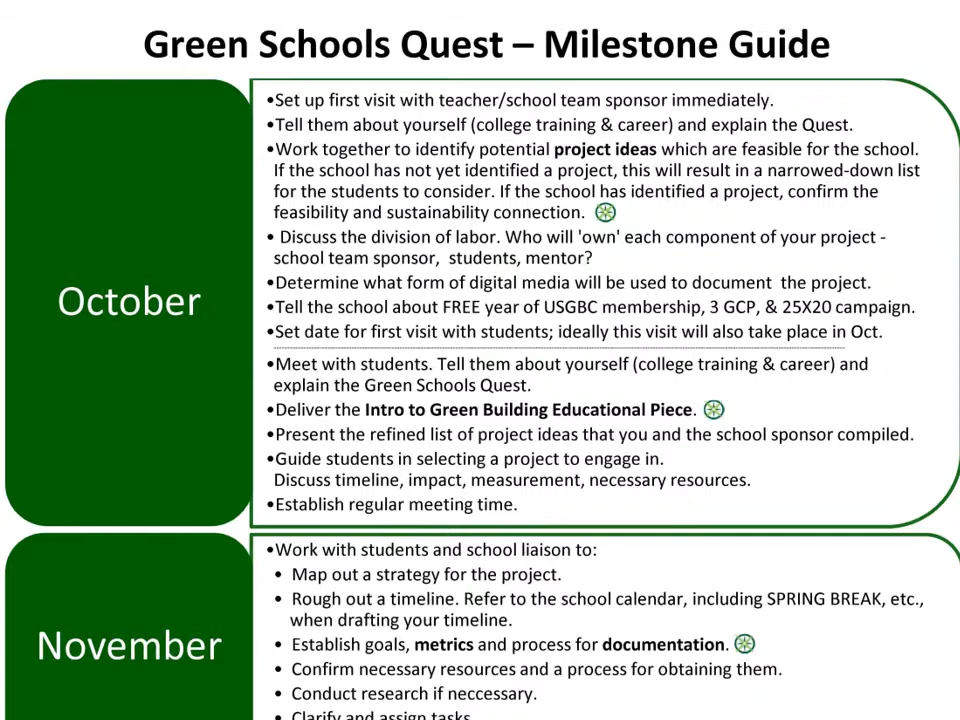 Green Schools Quest – Milestone Guide
October
•Set up first visit with teacher/school team sponsor immediately.
•Tell them about yourself (college training & career) and explain the Quest.
•Work together to identify potential project ideas which are feasible for the school.
If the school has not yet identified a project, this will result in a narrowed-down list
for the students to consider. If the school has identified a project, confirm the
feasibility and sustainability connection.
• Discuss the division of labor. Who will 'own' each component of your project -
school team sponsor,  students, mentor?
•Determine what form of digital media will be used to document  the project.
•Tell the school about FREE year of USGBC membership, 3 GCP, & 25X20 campaign.
•Set date for first visit with students; ideally this visit will also take place in Oct.
•Meet with students. Tell them about yourself (college training & career) and
explain the Green Schools Quest.
•Deliver the Intro to Green Building Educational Piece.
•Present the refined list of project ideas that you and the school sponsor compiled.
•Guide students in selecting a project to engage in.
Discuss timeline, impact, measurement, necessary resources.
•Establish regular meeting time.
November
•Work with students and school liaison to:
• Map out a strategy for the project.
• Rough out a timeline. Refer to the school calendar, including SPRING BREAK, etc.,
when drafting your timeline.
• Establish goals, metrics and process for documentation.
• Confirm necessary resources and a process for obtaining them.
• Conduct research if neccessary.
• Clarify and assign tasks